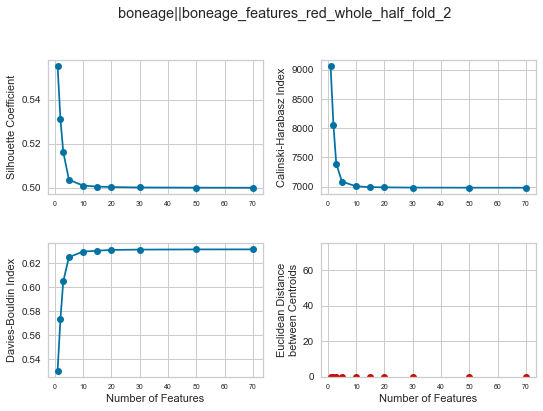 boneage||boneage_features_red_whole_half_fold_2
Silhouette Coefficient
0.54
0.52
0.50
0 10 20 30 40 50 60 70
Calinski-Harabasz Index
9000
8500
8000
7500
7000
0 10 20 30 40 50 60 70
Davies-Bouldin Index
0.62
0.60
0.58
0.56
0.54
0 10 20 30 40 50 60 70
Number of Features
Euclidean Distance
between Centroids
60
40
20
0
0 10 20 30 40 50 60 70
Number of Features